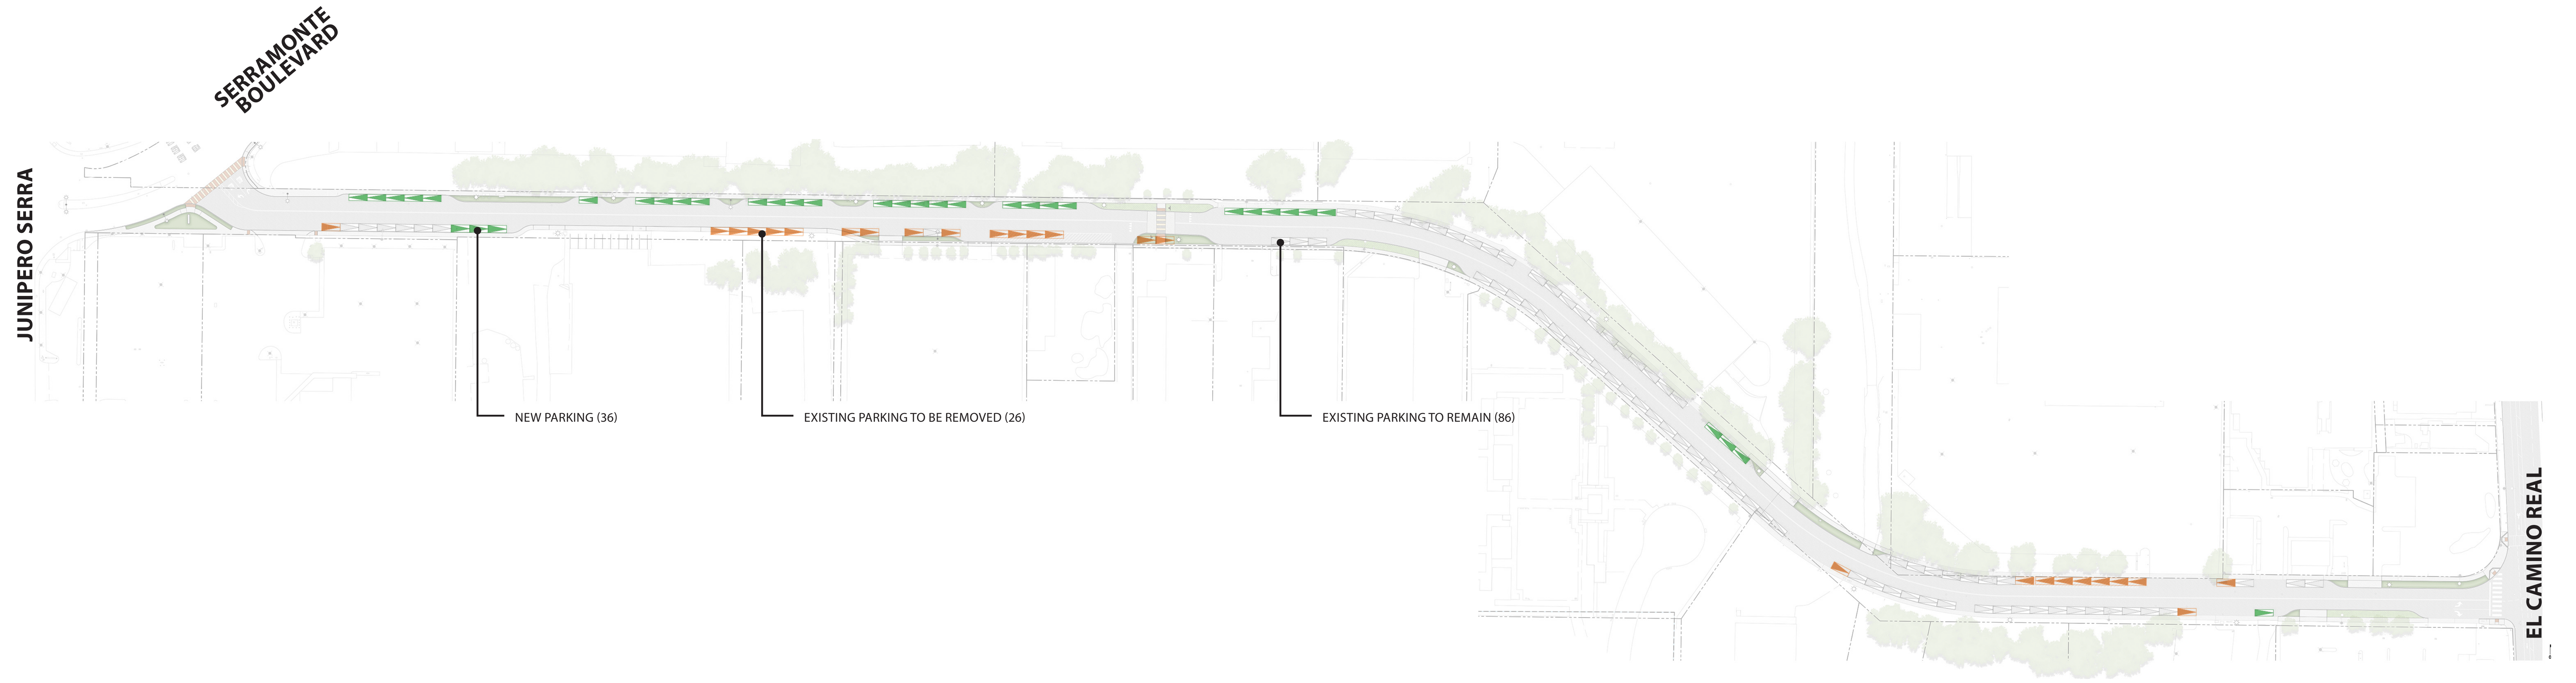 SERRAMONTE
BOULEVARD
JUNIPERO SERRA
NEW PARKING (36)
EXISTING PARKING TO BE REMOVED (26)
EXISTING PARKING TO REMAIN (86)
EL CAMINO REAL